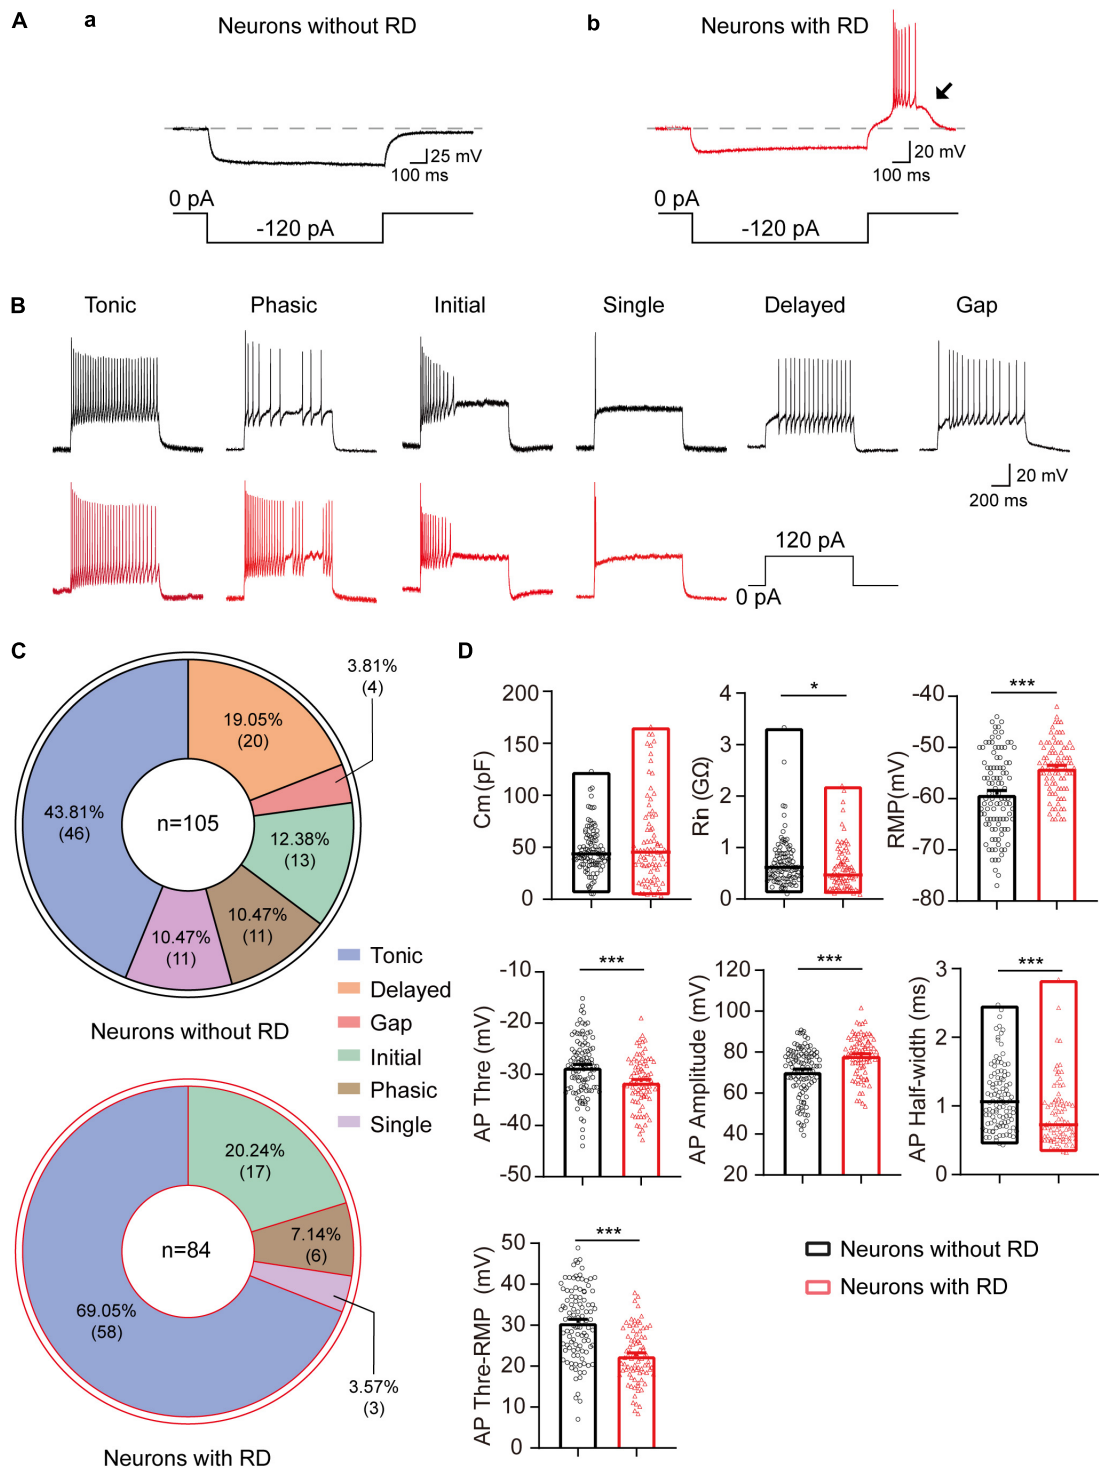 A
a
Neurons without RD
b
Neurons with RD
25 mV
100 ms
20 mV
100 ms
0 pA
-120 pA
0 pA
-120 pA
B
Tonic
Phasic
Initial
Single
Delayed
Gap
20 mV
200 ms
120 pA
0 pA
C
3.81%
(4)
19.05%
(20)
43.81%
(46)
n=105
12.38%
(13)
10.47%
(11)
10.47%
(11)
Neurons without RD
Tonic
Delayed
Gap
Initial
Phasic
Single
20.24%
(17)
7.14%
(6)
n=84
69.05%
(58)
3.57%
(3)
Neurons with RD
D
Cm (pF)
200
150
100
50
0
Rn (GΩ)
4
3
2
1
0
*
RMP(mV)
-40
-50
-60
-70
-80
***
AP Thre (mV)
-10
-20
-30
-40
-50
***
AP Amplitude (mV)
120
100
80
60
40
20
***
AP Half-width (ms)
3
2
1
0
***
AP Thre-RMP (mV)
50
40
30
20
10
0
***
Neurons without RD
Neurons with RD